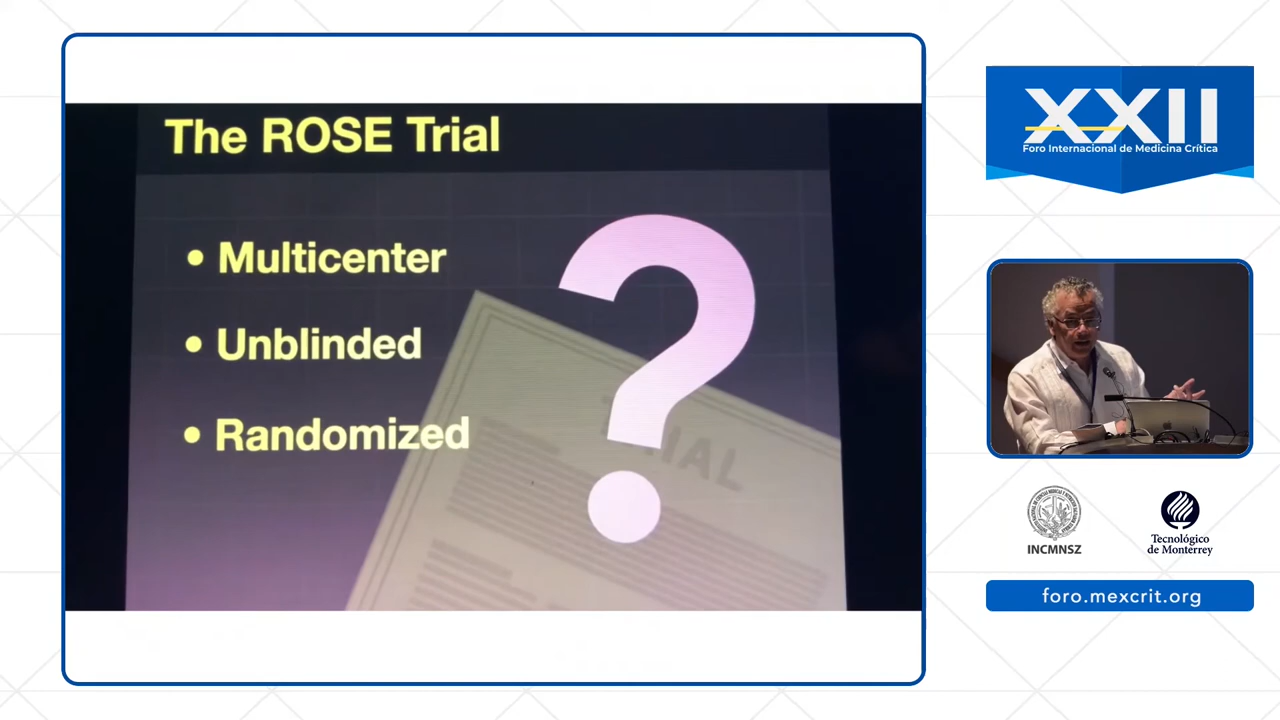 The ROSE Trial
• Multicenter
• Unblinded
• Randomized
XXII
Foro Internacional de Medicina Crítica
INCMNSZ
Tecnológico
de Monterrey
foro.mexcrit.org